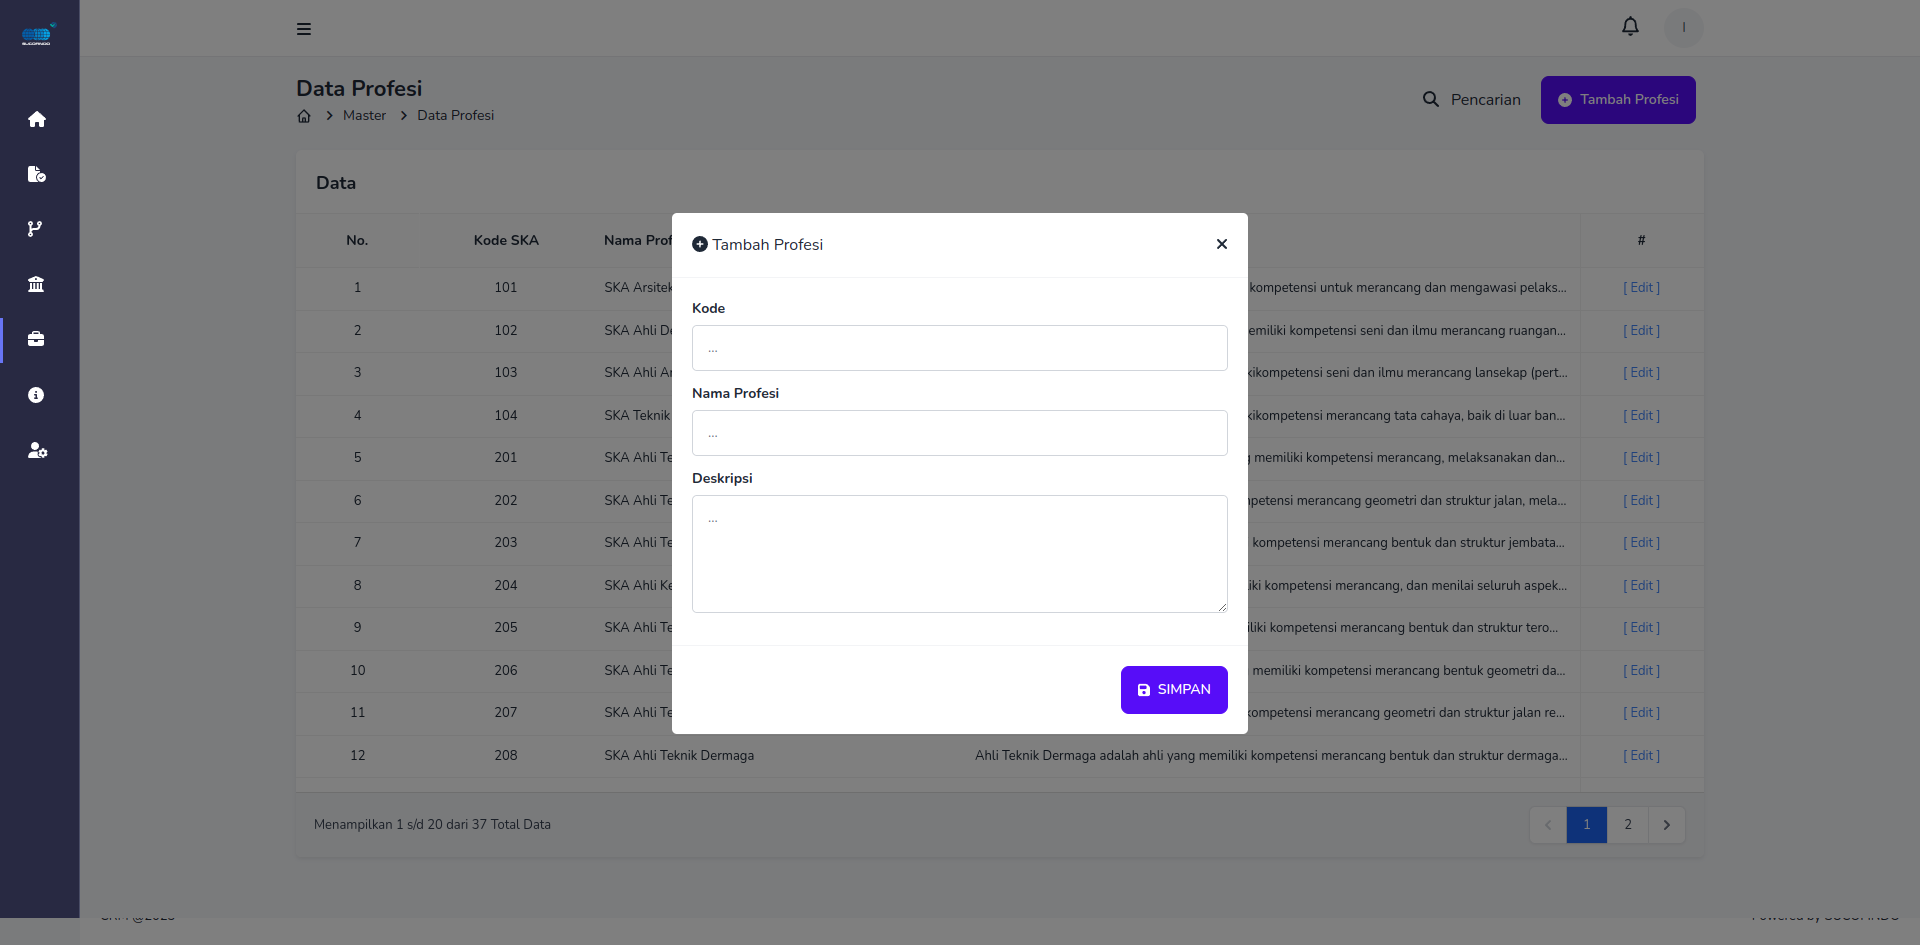 SUCOFINDO
I
Data Profesi
Master Data Profesi
Pencarian
Tambah Profesi
Data
No. Kode SKA Nama Prof #
1 101 SKA Arsitek kompetensi untuk merancang dan mengawasi pelaks... [ Edit ]
2 102 SKA Ahli De emiliki kompetensi seni dan ilmu merancang ruangan... [ Edit ]
3 103 SKA Ahli Ar kikompetensi seni dan ilmu merancang lansekap (pert... [ Edit ]
4 104 SKA Teknik kikompetensi merancang tata cahaya, baik di luar ban... [ Edit ]
5 201 SKA Ahli Te g memiliki kompetensi merancang, melaksanakan dan... [ Edit ]
6 202 SKA Ahli Te petensi merancang geometri dan struktur jalan, mela... [ Edit ]
7 203 SKA Ahli Te kompetensi merancang bentuk dan struktur jembata... [ Edit ]
8 204 SKA Ahli Ke iki kompetensi merancang, dan menilai seluruh aspek... [ Edit ]
9 205 SKA Ahli Te iliki kompetensi merancang bentuk dan struktur tero... [ Edit ]
10 206 SKA Ahli Te memiliki kompetensi merancang bentuk geometri da... [ Edit ]
11 207 SKA Ahli Te kompetensi merancang geometri dan struktur jalan re... [ Edit ]
12 208 SKA Ahli Teknik Dermaga Ahli Teknik Dermaga adalah ahli yang memiliki kompetensi merancang bentuk dan struktur dermaga... [ Edit ]
Menampilkan 1 s/d 20 dari 37 Total Data
1 2
Tambah Profesi
Kode
...
Nama Profesi
...
Deskripsi
...
SIMPAN
Powered by SUCOFINDO